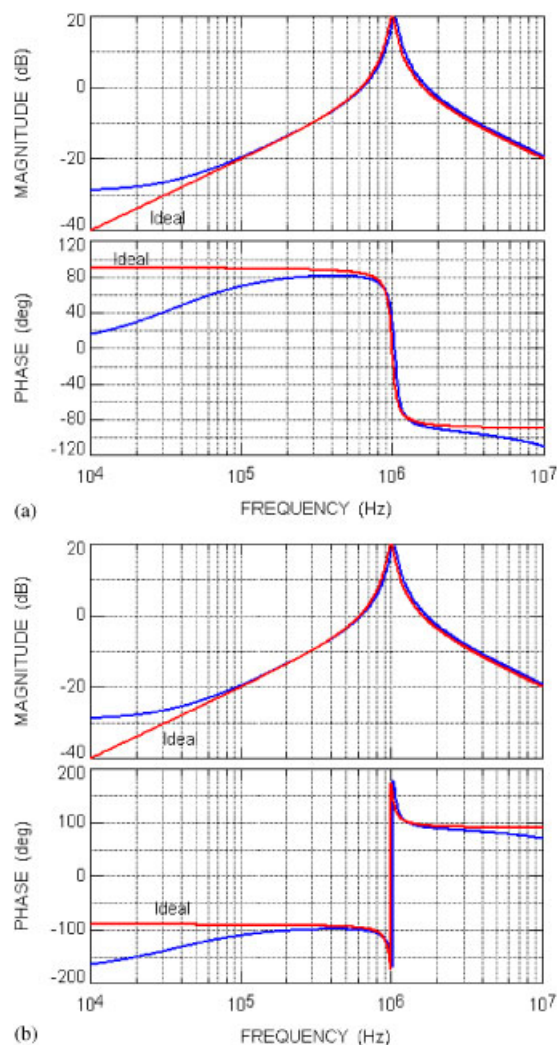 20
0
-20
-40
MAGNITUDE (dB)
Ideal
120
80
40
0
-40
-80
-120
PHASE (deg)
Ideal
10^4
10^5
10^6
10^7
(a)
FREQUENCY (Hz)
20
0
-20
-40
MAGNITUDE (dB)
Ideal
200
100
0
-100
-200
PHASE (deg)
Ideal
10^4
10^5
10^6
10^7
(b)
FREQUENCY (Hz)